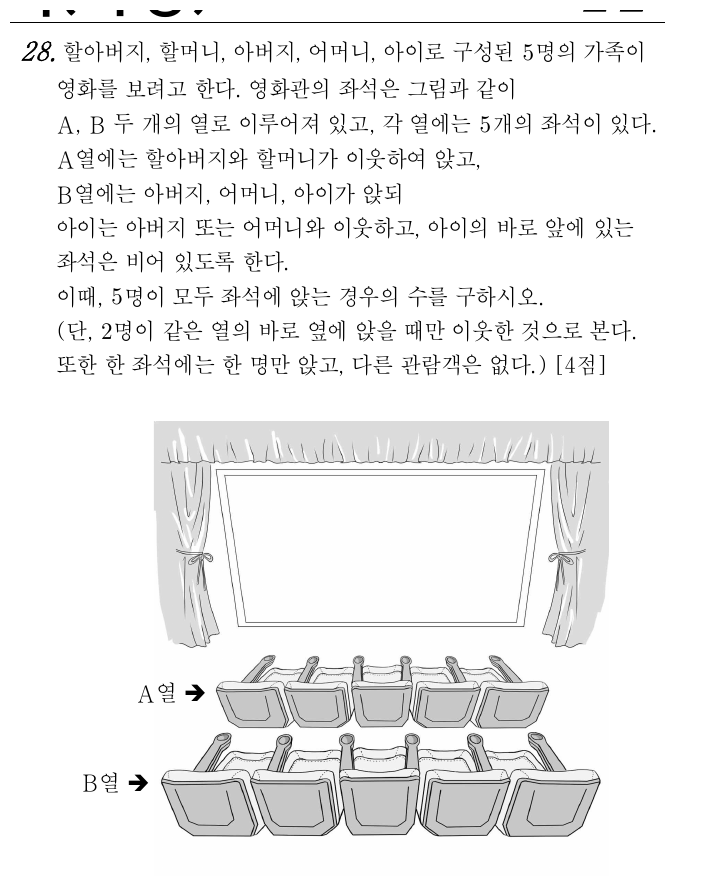 28. 할아버지, 할머니, 아버지, 어머니, 아이로 구성된 5명의 가족이
영화를 보려고 한다. 영화관의 좌석은 그림과 같이
A, B 두 개의 열로 이루어져 있고, 각 열에는 5개의 좌석이 있다.
A열에는 할아버지와 할머니가 이웃하여 앉고,
B열에는 아버지, 어머니, 아이가 앉되
아이는 아버지 또는 어머니와 이웃하고, 아이의 바로 앞에 있는
좌석은 비어 있도록 한다.
이때, 5명이 모두 좌석에 앉는 경우의 수를 구하시오.
(단, 2명이 같은 열의 바로 옆에 앉을 때만 이웃한 것으로 본다.
또한 한 좌석에는 한 명만 앉고, 다른 관람객은 없다.) [4점]
A열 ➔
B열 ➔